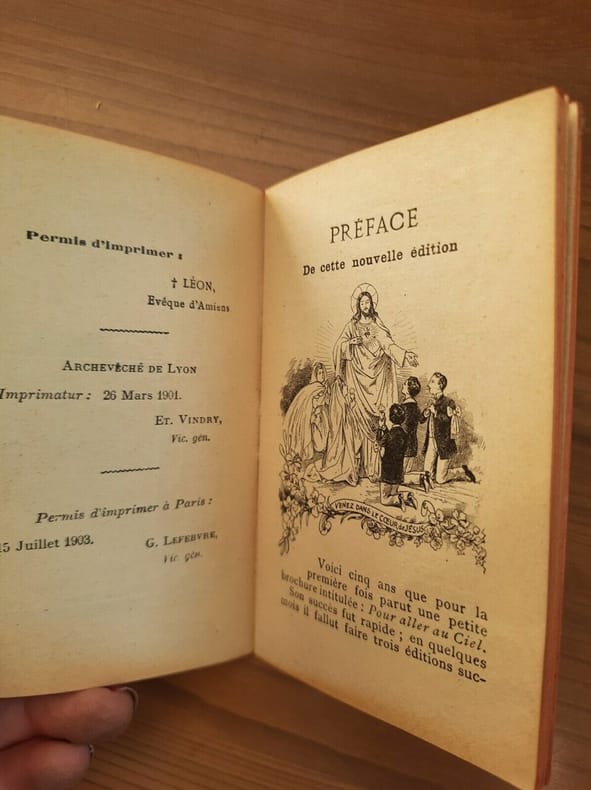 Permis d'imprimer :
† LÉON,
Evêque d'Amiens
ARCHEVÊCHÉ DE LYON
Imprimatur : 26 Mars 1901.
ET. VINDRY,
Vic. gén.
Permis d'imprimer à Paris :
15 Juillet 1903.
G. LEFEBVRE,
Vic. gén.
PRÉFACE
De cette nouvelle édition
VENEZ DANS LE CŒUR de JÉSUS
Voici cinq ans que pour la
première fois parut une petite
brochure intitulée : Pour aller au Ciel.
Son succès fut rapide ; en quelques
mois il fallut faire trois éditions suc-